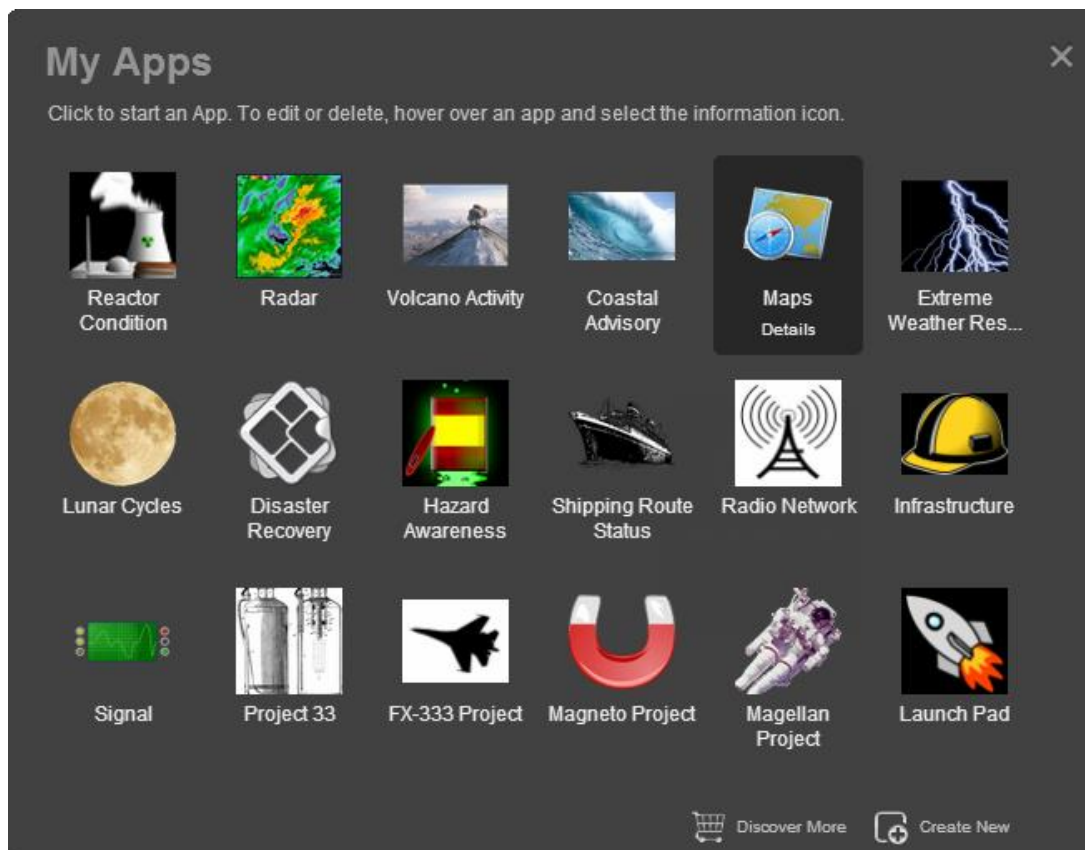 My Apps
Click to start an App. To edit or delete, hover over an app and select the information icon.
Reactor
Condition
Radar
Volcano Activity
Coastal
Advisory
Maps
Details
Extreme
Weather Res...
Lunar Cycles
Disaster
Recovery
Hazard
Awareness
Shipping Route
Status
Radio Network
Infrastructure
Signal
Project 33
FX-333 Project
Magneto Project
Magellan
Project
Launch Pad
Discover More
Create New